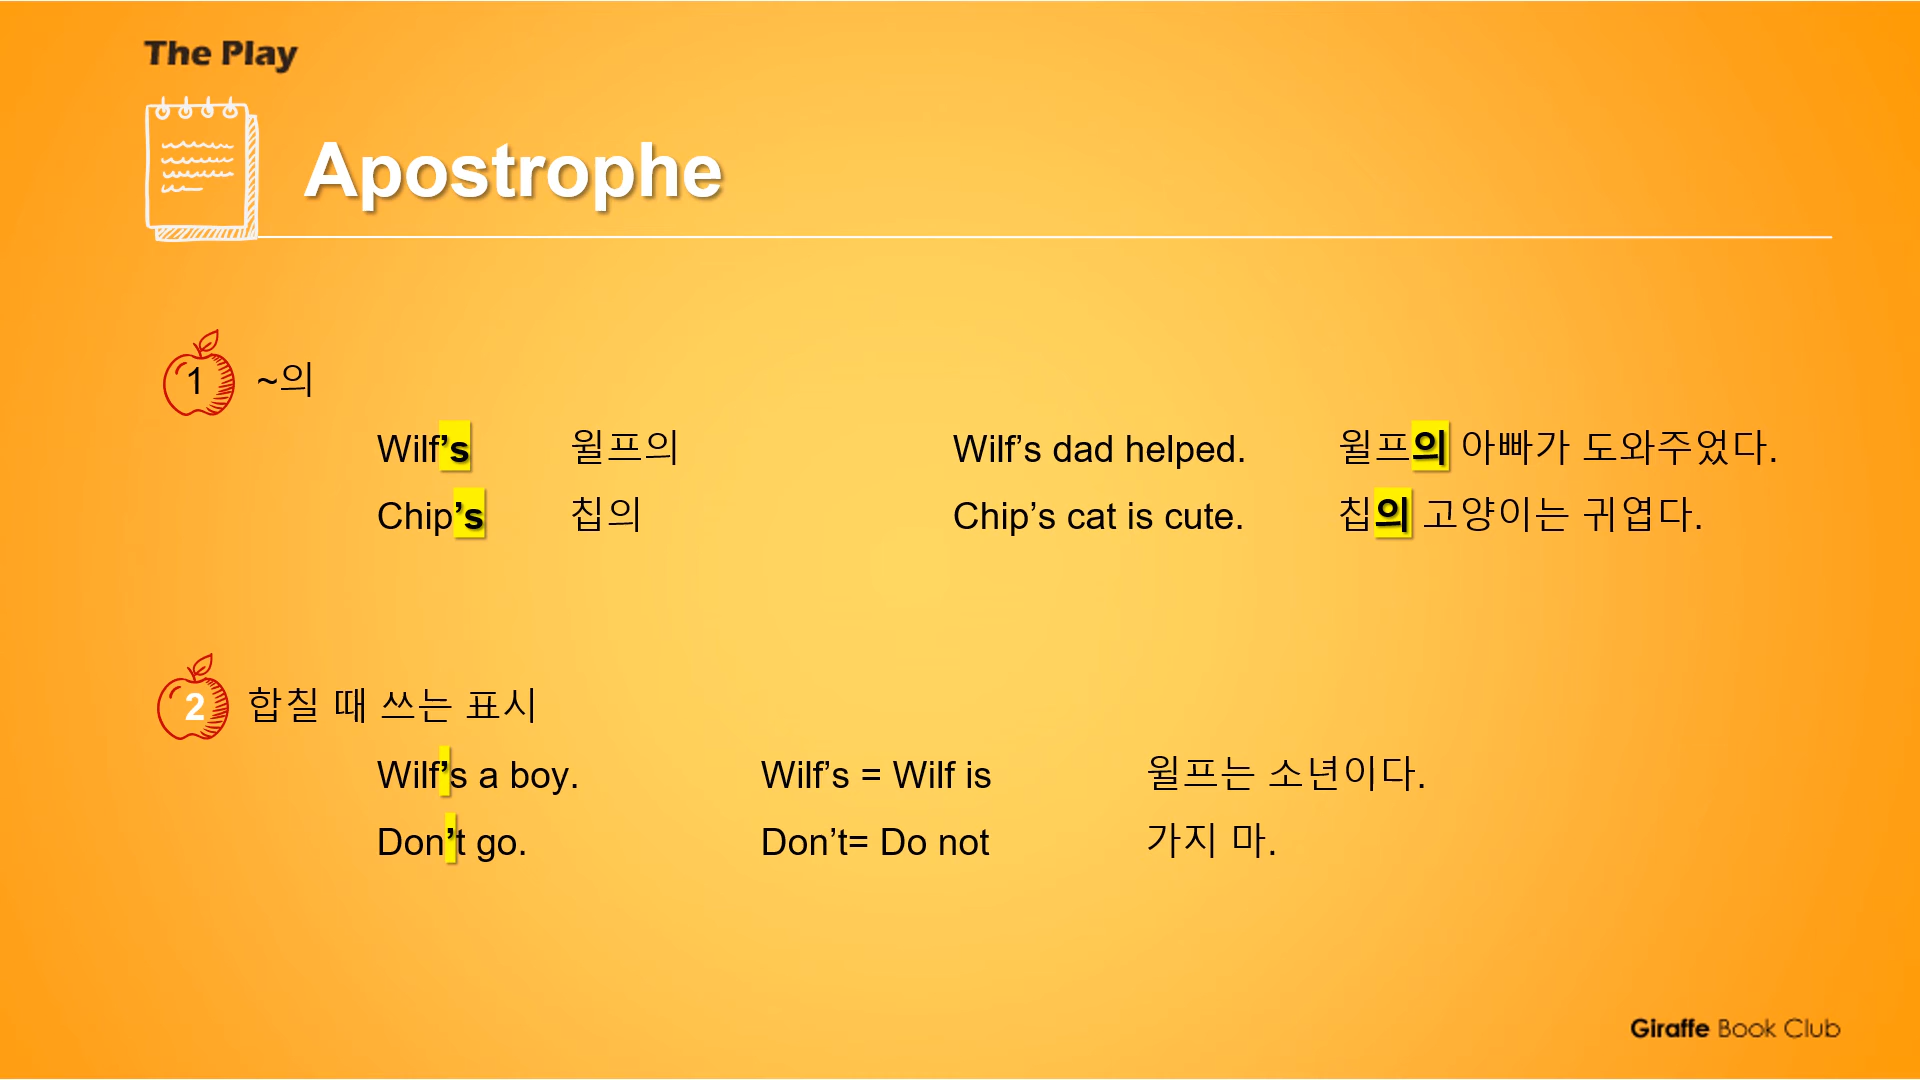 The Play
Apostrophe
1 ~의
Wilf’s 윌프의 Wilf’s dad helped. 윌프의 아빠가 도와주었다.
Chip’s 칩의 Chip’s cat is cute. 칩의 고양이는 귀엽다.
2 합칠 때 쓰는 표시
Wilf’s a boy. Wilf’s = Wilf is 윌프는 소년이다.
Don’t go. Don’t= Do not 가지 마.
Giraffe Book Club